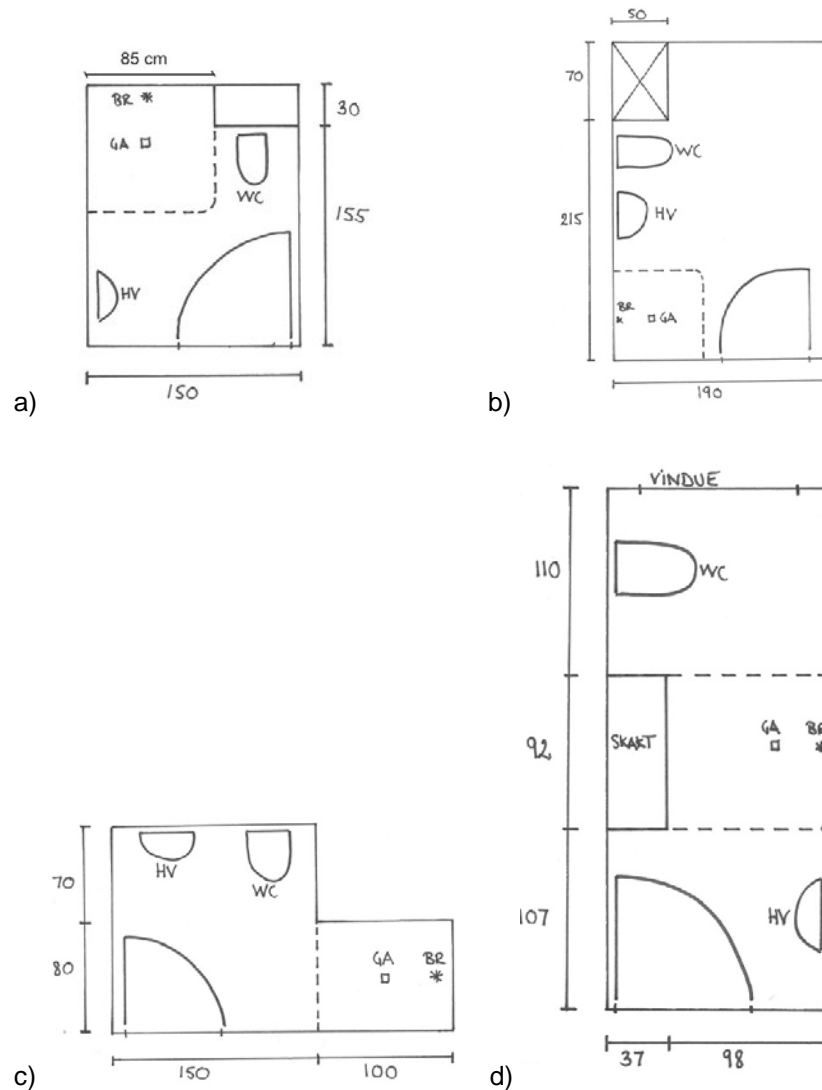 85 cm
BR
GA
WC
HV
30
155
150
a)
50
70
215
WC
HV
BR
GA
190
b)
70
80
HV
WC
GA
BR
150
100
c)
VINDUE
110
92
107
WC
SKAKT
GA
BR
HV
37
98
d)